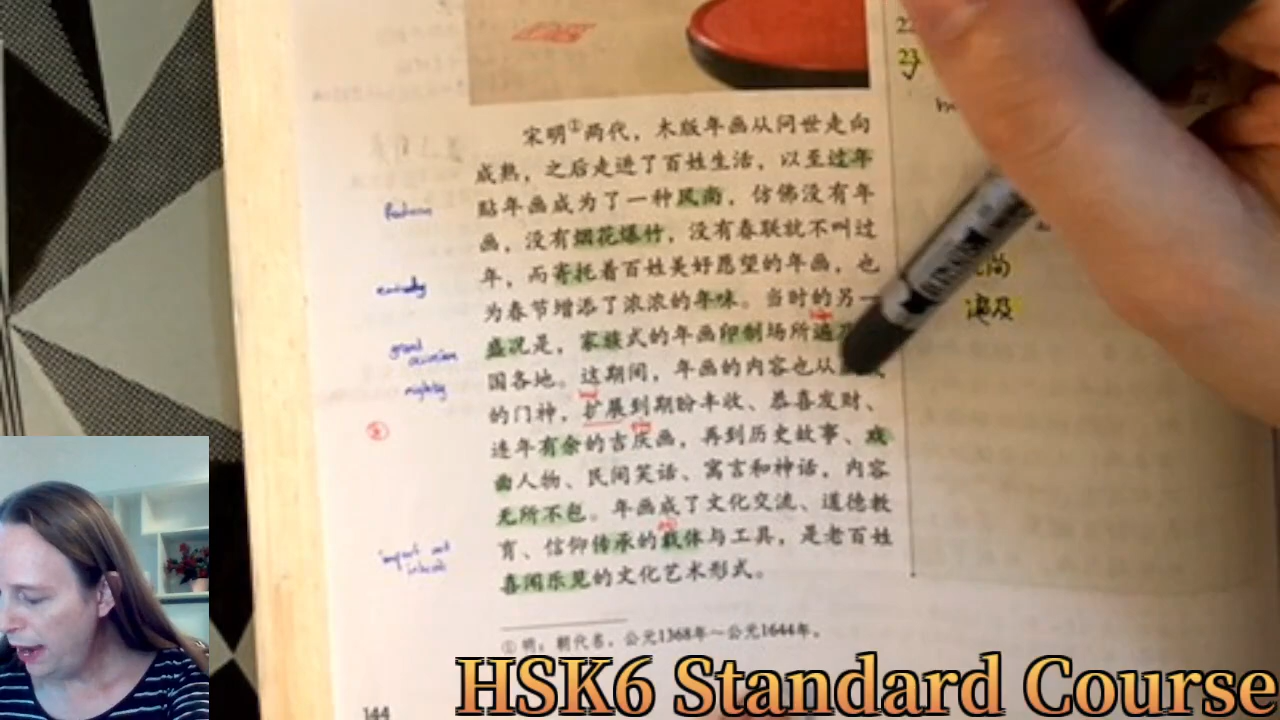 宋明①两代，木版年画从问世走向
成熟，之后走进了百姓生活，以至过年
贴年画成为了一种风尚，仿佛没有年
画，没有烟花爆竹，没有春联就不叫过
年，而寄托着百姓美好愿望的年画，也
为春节增添了浓浓的年味。当时的另一
盛况是，家族式的年画印制场所遍
国各地。这期间，年画的内容也从
的门神，扩展到期盼丰收、恭喜发财、
连年有余的吉庆画，再到历史故事、戏
曲人物、民间笑话、寓言和神话，内容
无所不包。年画成了文化交流、道德教
育、信仰传承的载体与工具，是老百姓
喜闻乐见的文化艺术形式。
①明：朝代名，公元1368年～公元1644年。
144
grand
occasion
23
尚
遍及
HSK6 Standard Course